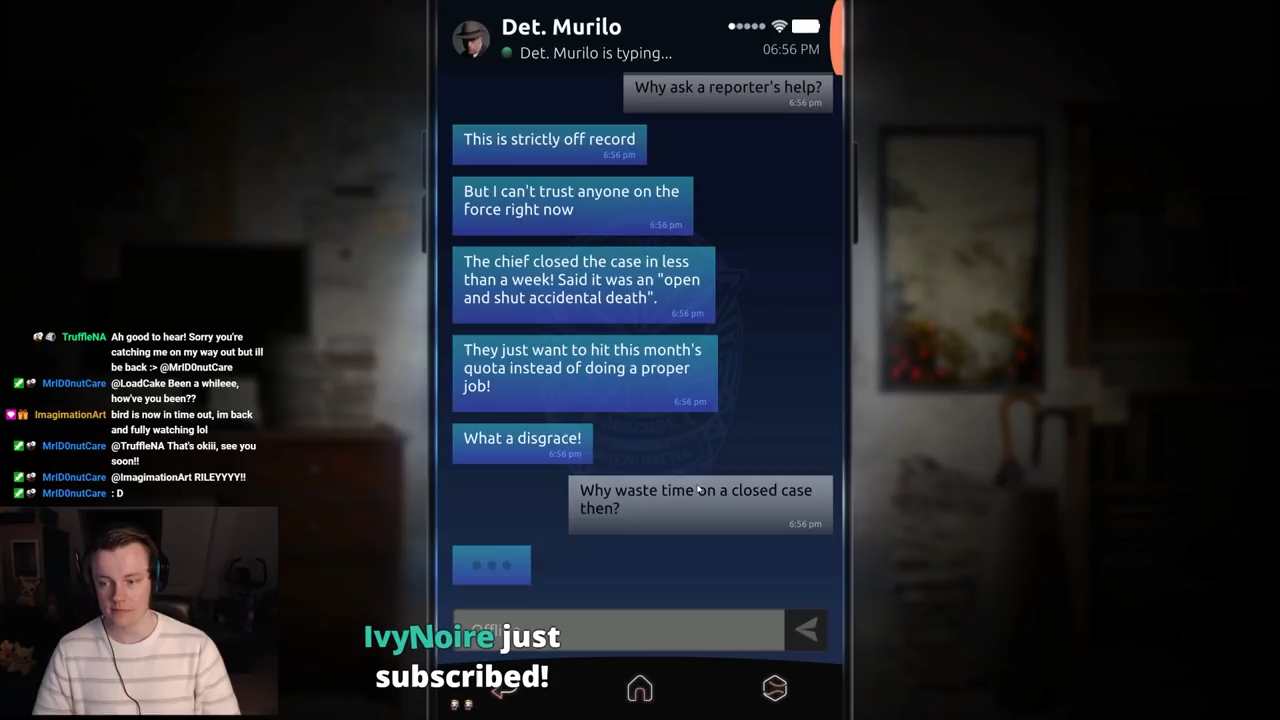 Det. Murilo
Det. Murilo is typing...
06:56 PM
Why ask a reporter's help?
6:56 pm
This is strictly off record
6:56 pm
But I can't trust anyone on the
force right now
6:56 pm
The chief closed the case in less
than a week! Said it was an "open
and shut accidental death".
6:56 pm
They just want to hit this month's
quota instead of doing a proper
job!
6:56 pm
What a disgrace!
6:56 pm
Why waste time on a closed case
then?
6:56 pm
TruffleNA Ah good to hear! Sorry you're
catching me on my way out but ill
be back :> @MrID0nutCare
MrID0nutCare @LoadCake Been a whileee,
how've you been??
ImagimationArt bird is now in time out, im back
and fully watching lol
MrID0nutCare @TruffleNA That's okiii, see you
soon!!
MrID0nutCare @ImagimationArt RILEYYYY!!
MrID0nutCare : D
IvyNoire just
subscribed!